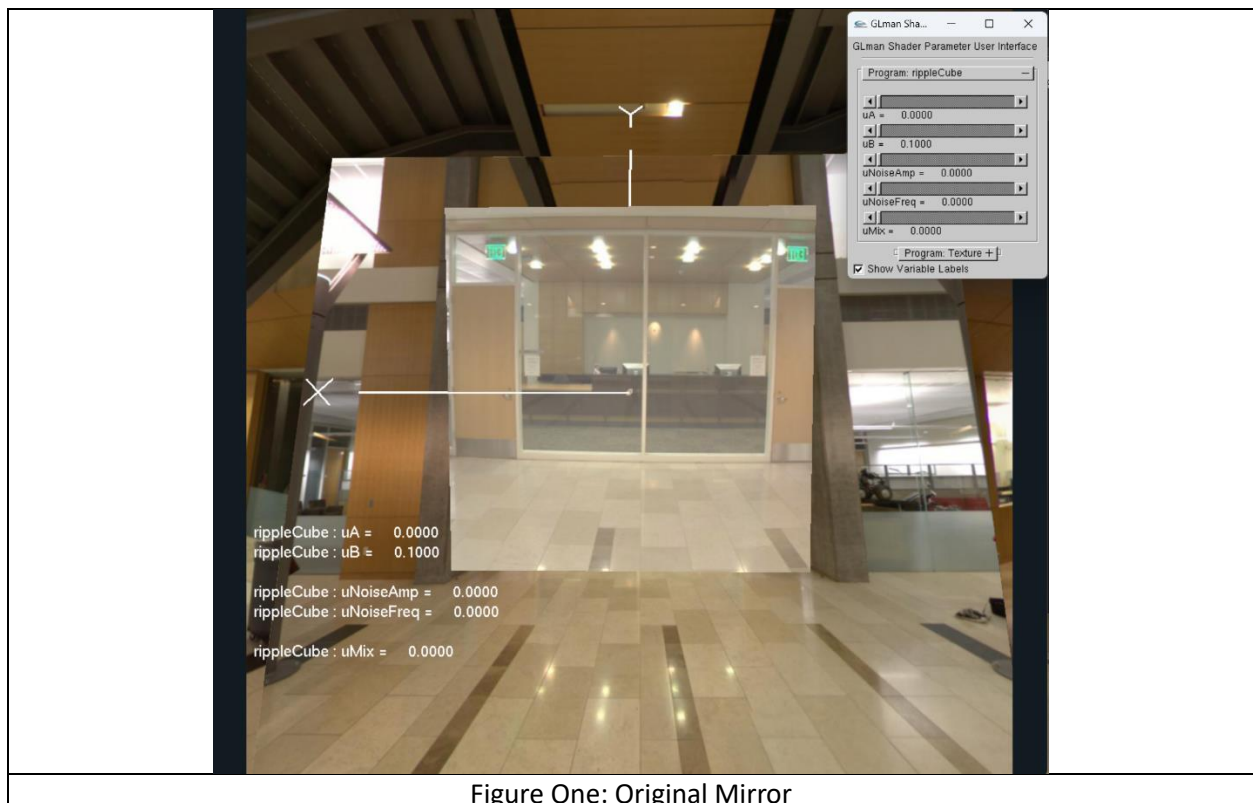 GLman Sha...
GLman Shader Parameter User Interface
Program: rippleCube
uA = 0.0000
uB = 0.1000
uNoiseAmp = 0.0000
uNoiseFreq = 0.0000
uMix = 0.0000
Program: Texture +
Show Variable Labels
Y
X
rippleCube : uA = 0.0000
rippleCube : uB = 0.1000
rippleCube : uNoiseAmp = 0.0000
rippleCube : uNoiseFreq = 0.0000
rippleCube : uMix = 0.0000
Figure One: Original Mirror